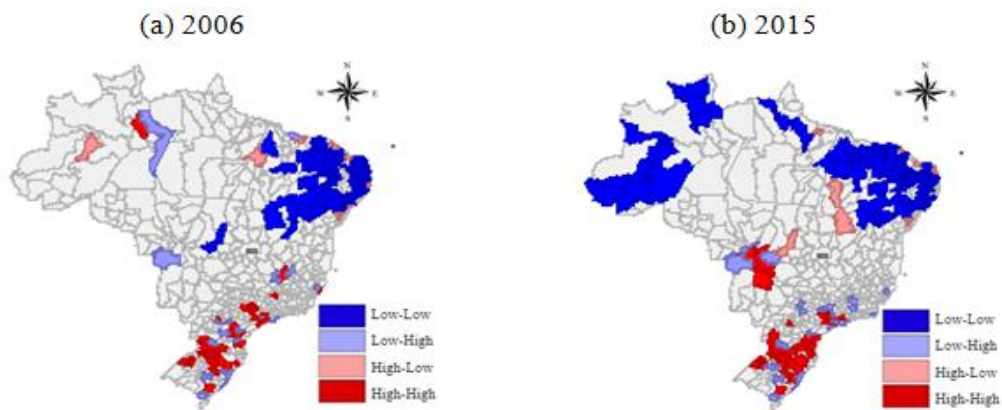 (a) 2006
(b) 2015
N
W E
S
N
W E
S
Low-Low
Low-High
High-Low
High-High
Low-Low
Low-High
High-Low
High-High